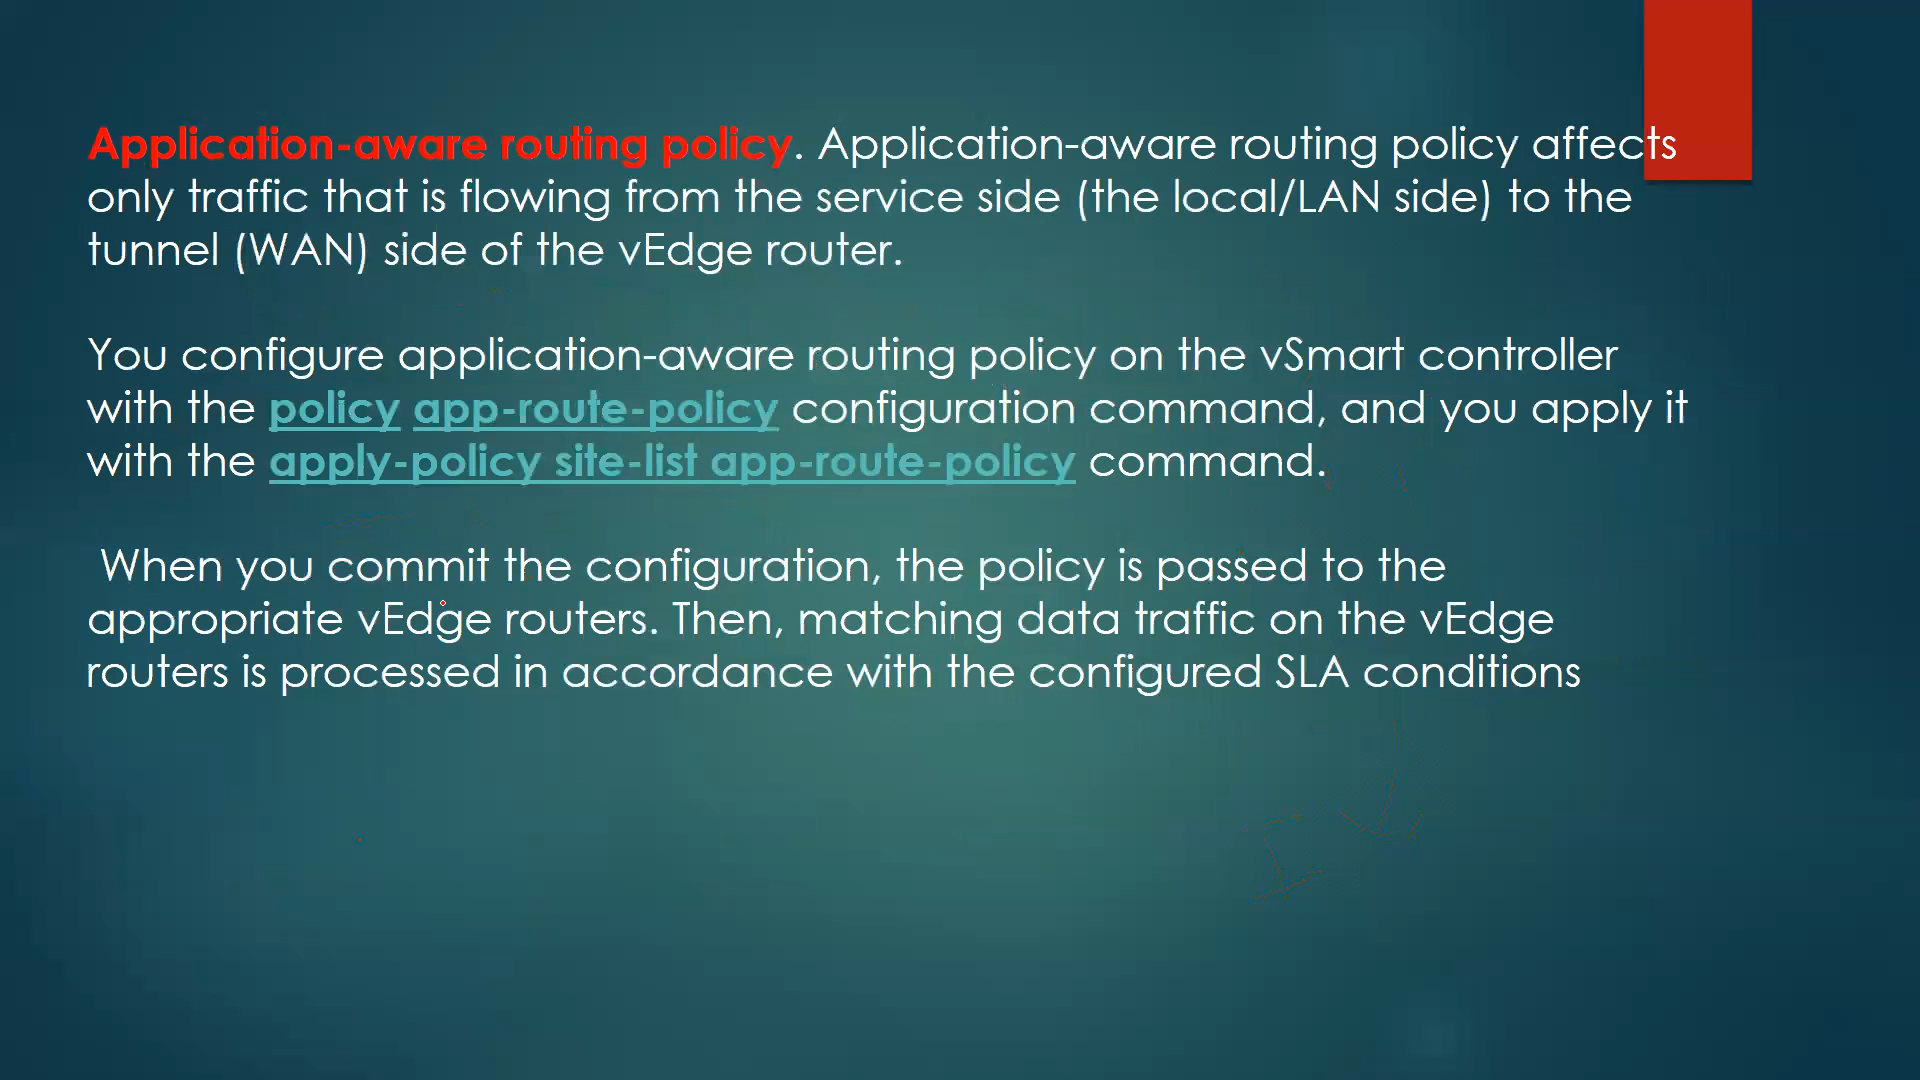 Application-aware routing policy. Application-aware routing policy affects
only traffic that is flowing from the service side (the local/LAN side) to the
tunnel (WAN) side of the vEdge router.
You configure application-aware routing policy on the vSmart controller
with the policy app-route-policy configuration command, and you apply it
with the apply-policy site-list app-route-policy command.
When you commit the configuration, the policy is passed to the
appropriate vEdge routers. Then, matching data traffic on the vEdge
routers is processed in accordance with the configured SLA conditions